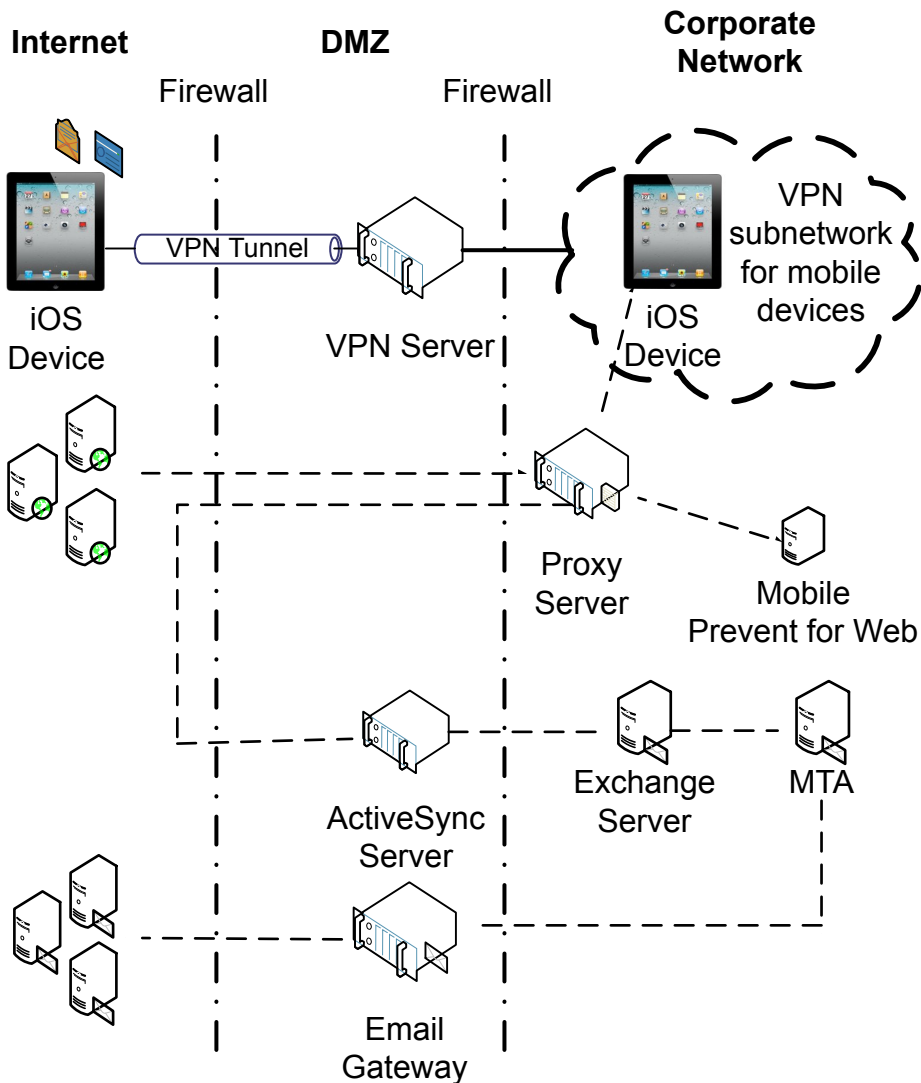 Internet
DMZ
Corporate
Network
Firewall
Firewall
VPN Tunnel
iOS
Device
VPN Server
VPN
subnetwork
for mobile
devices
iOS
Device
Proxy
Server
Mobile
Prevent for Web
ActiveSync
Server
Exchange
Server
MTA
Email
Gateway